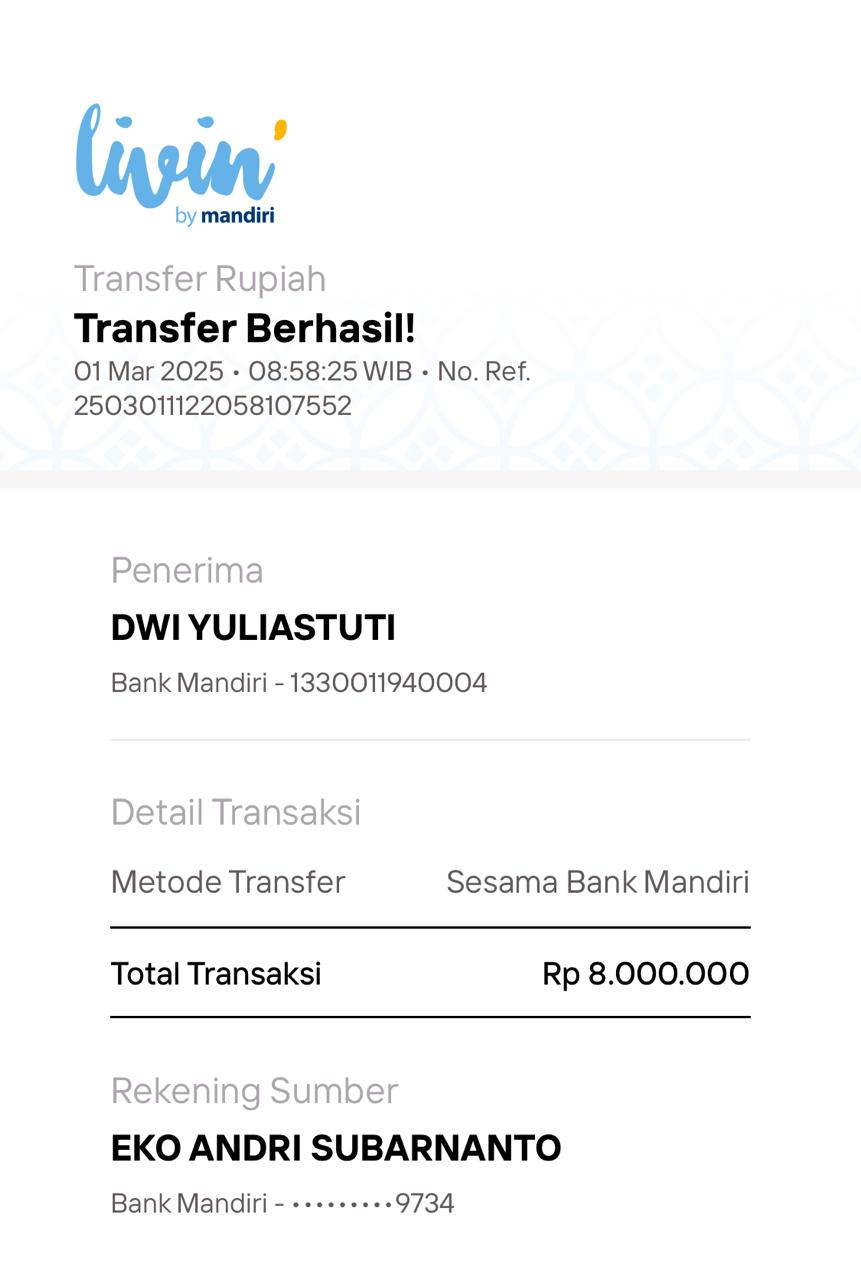 livin'
by mandiri
Transfer Rupiah
Transfer Berhasil!
01 Mar 2025 • 08:58:25 WIB • No. Ref.
2503011122058107552
Penerima
DWI YULIASTUTI
Bank Mandiri - 1330011940004
Detail Transaksi
Metode Transfer Sesama Bank Mandiri
Total Transaksi Rp 8.000.000
Rekening Sumber
EKO ANDRI SUBARNANTO
Bank Mandiri - •••••••••9734